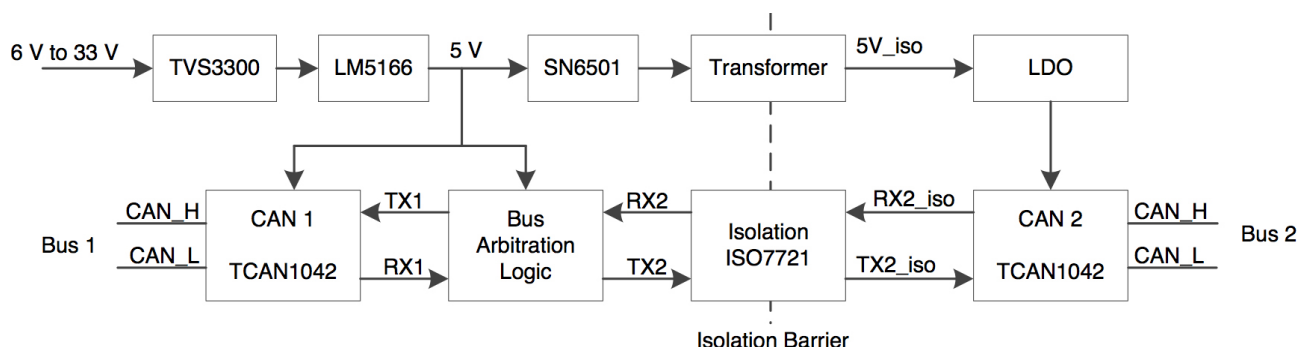 6 V to 33 V
TVS3300
LM5166
5 V
SN6501
Transformer
5V_iso
LDO
Bus 1
CAN_H
CAN_L
CAN 1
TCAN1042
TX1
RX1
Bus
Arbitration
Logic
RX2
TX2
Isolation
ISO7721
RX2_iso
TX2_iso
CAN 2
TCAN1042
CAN_H
CAN_L
Bus 2
Isolation Barrier